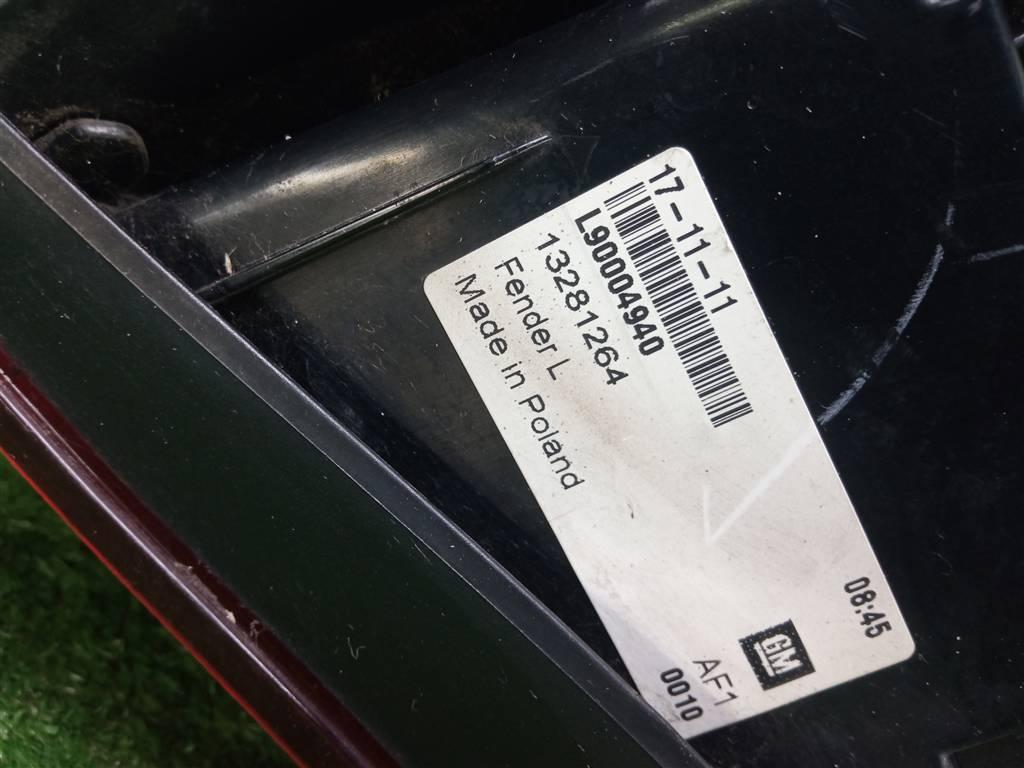 17-11-11
L90004940
13281264
Fender L
Made in Poland
08:45
GM
AF1
0010